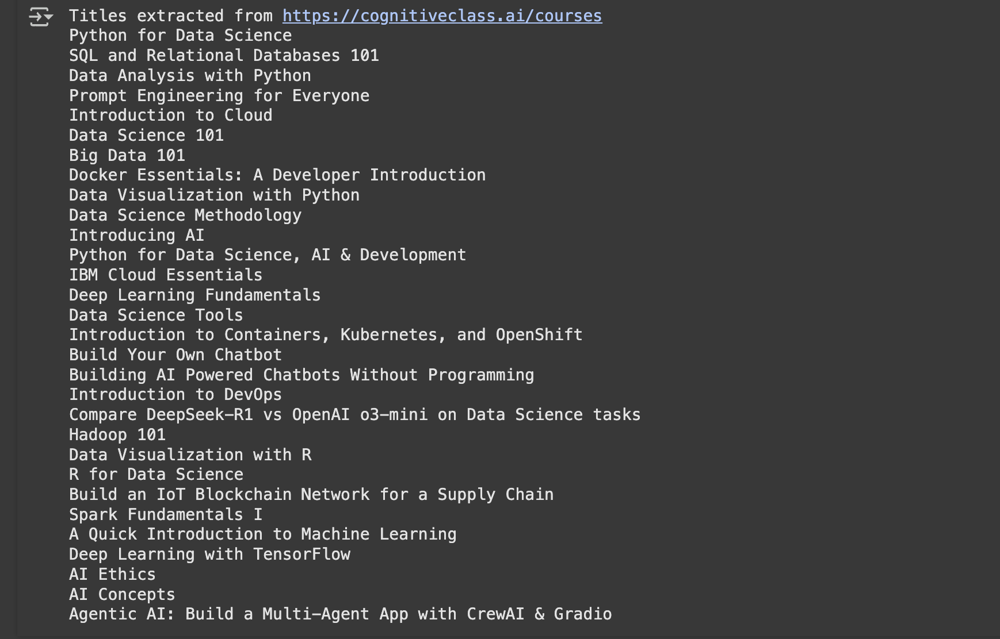 Titles extracted from https://cognitiveclass.ai/courses
Python for Data Science
SQL and Relational Databases 101
Data Analysis with Python
Prompt Engineering for Everyone
Introduction to Cloud
Data Science 101
Big Data 101
Docker Essentials: A Developer Introduction
Data Visualization with Python
Data Science Methodology
Introducing AI
Python for Data Science, AI & Development
IBM Cloud Essentials
Deep Learning Fundamentals
Data Science Tools
Introduction to Containers, Kubernetes, and OpenShift
Build Your Own Chatbot
Building AI Powered Chatbots Without Programming
Introduction to DevOps
Compare DeepSeek-R1 vs OpenAI o3-mini on Data Science tasks
Hadoop 101
Data Visualization with R
R for Data Science
Build an IoT Blockchain Network for a Supply Chain
Spark Fundamentals I
A Quick Introduction to Machine Learning
Deep Learning with TensorFlow
AI Ethics
AI Concepts
Agentic AI: Build a Multi-Agent App with CrewAI & Gradio